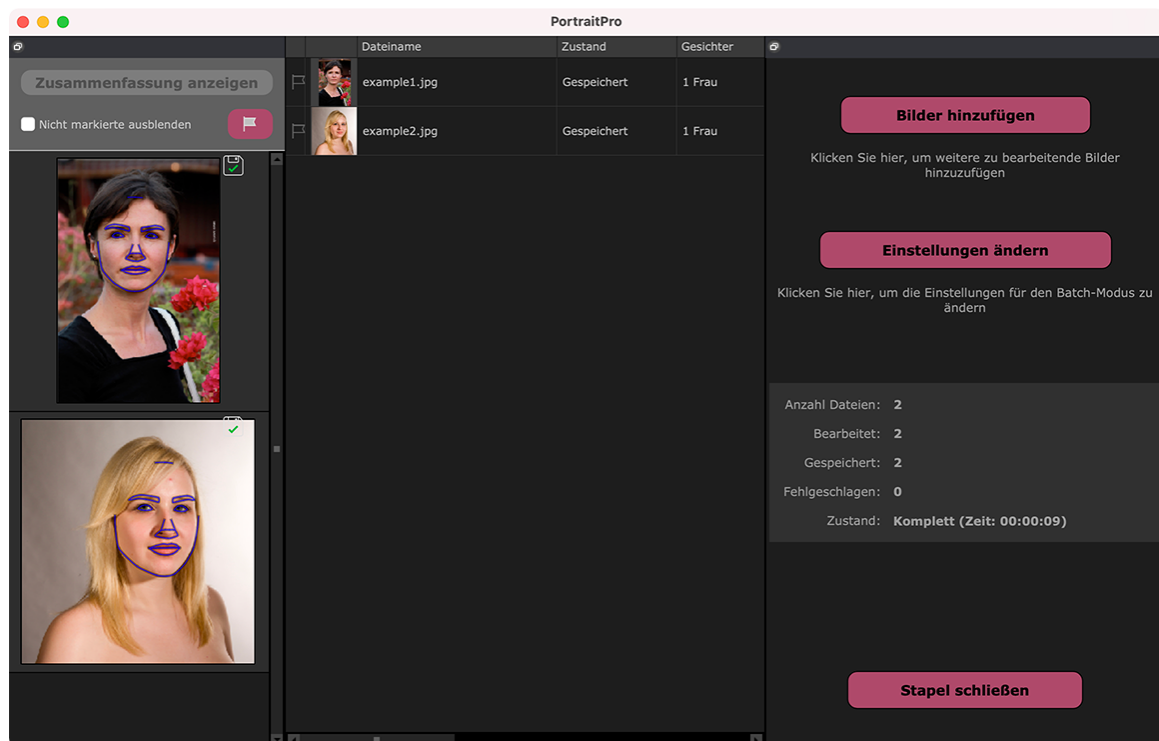 PortraitPro
Zusammenfassung anzeigen
Nicht markierte ausblenden
Dateiname Zustand Gesichter
example1.jpg Gespeichert 1 Frau
example2.jpg Gespeichert 1 Frau
Bilder hinzufügen
Klicken Sie hier, um weitere zu bearbeitende Bilder
hinzuzufügen
Einstellungen ändern
Klicken Sie hier, um die Einstellungen für den Batch-Modus zu
ändern
Anzahl Dateien: 2
Bearbeitet: 2
Gespeichert: 2
Fehlgeschlagen: 0
Zustand: Komplett (Zeit: 00:00:09)
Stapel schließen